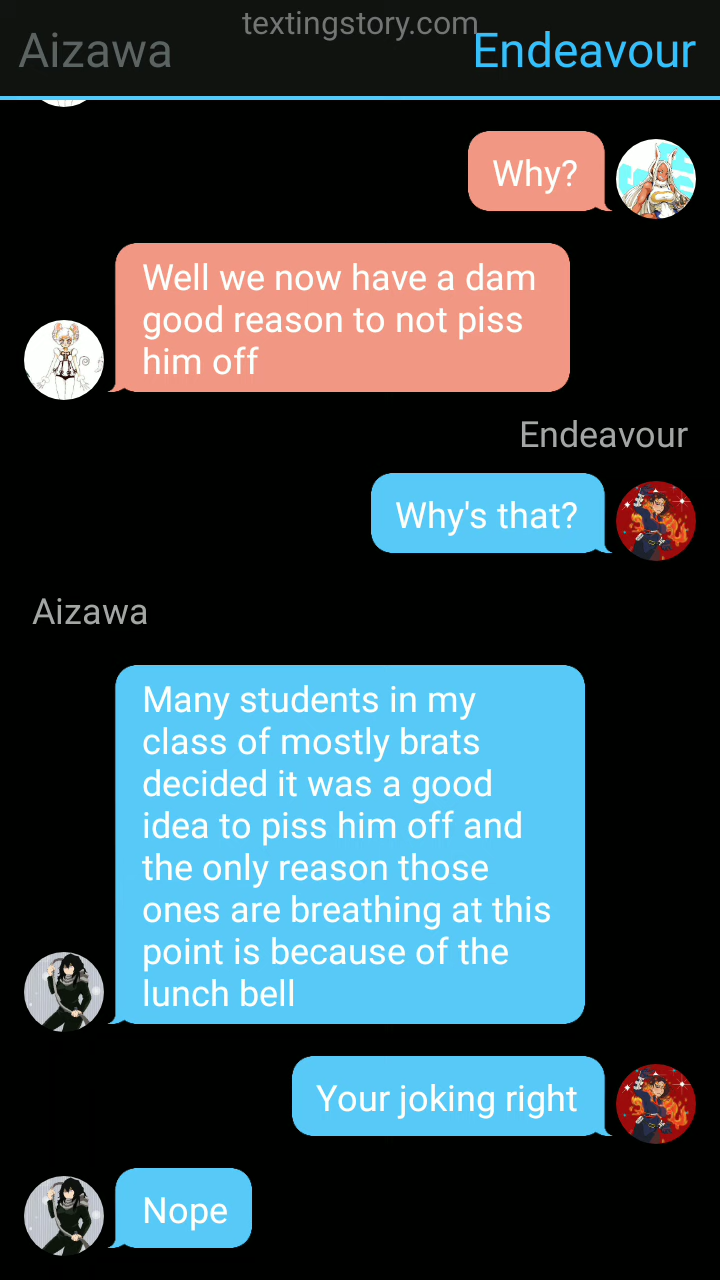 textingstory.com
Aizawa
Endeavour
Why?
Well we now have a dam
good reason to not piss
him off
Endeavour
Why's that?
Aizawa
Many students in my
class of mostly brats
decided it was a good
idea to piss him off and
the only reason those
ones are breathing at this
point is because of the
lunch bell
Your joking right
Nope